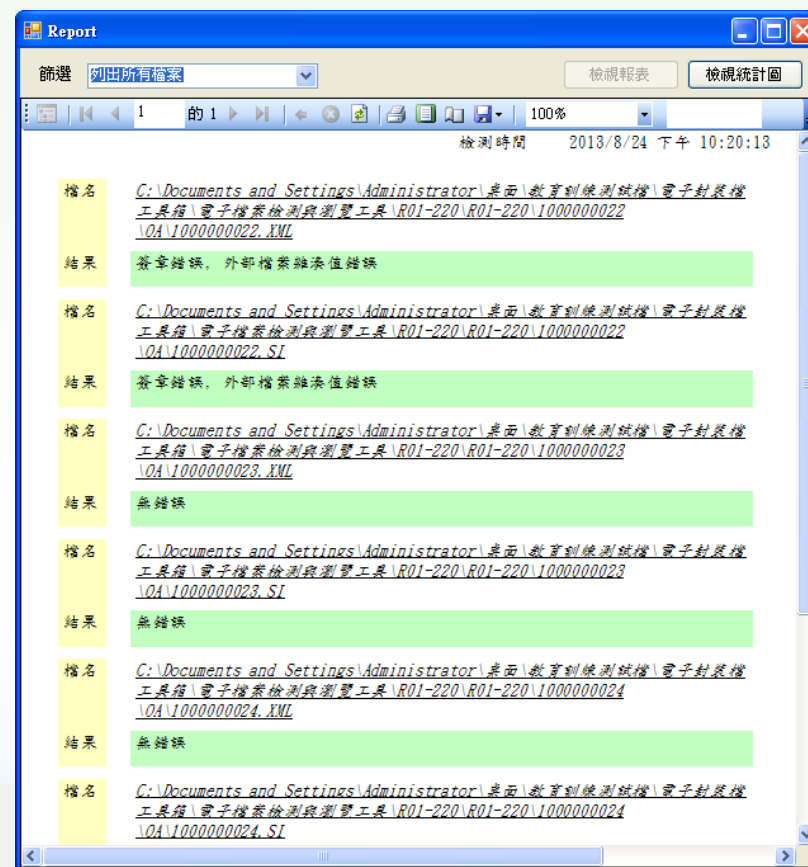 Report
篩選 列出所有檔案 檢視報表 檢視統計圖
1 的 1 100%
檢測時間 2013/8/24 下午 10:20:13
檔名 C:\Documents and Settings\Administrator\桌面\教育訓練測試檔\電子封裝檔
工具箱\電子檔案檢測與瀏覽工具\R01-220\R01-220\1000000022
\OA\1000000022.XML
結果 簽章錯誤, 外部檔案雜湊值錯誤
檔名 C:\Documents and Settings\Administrator\桌面\教育訓練測試檔\電子封裝檔
工具箱\電子檔案檢測與瀏覽工具\R01-220\R01-220\1000000022
\OA\1000000022.SI
結果 簽章錯誤, 外部檔案雜湊值錯誤
檔名 C:\Documents and Settings\Administrator\桌面\教育訓練測試檔\電子封裝檔
工具箱\電子檔案檢測與瀏覽工具\R01-220\R01-220\1000000023
\OA\1000000023.XML
結果 無錯誤
檔名 C:\Documents and Settings\Administrator\桌面\教育訓練測試檔\電子封裝檔
工具箱\電子檔案檢測與瀏覽工具\R01-220\R01-220\1000000023
\OA\1000000023.SI
結果 無錯誤
檔名 C:\Documents and Settings\Administrator\桌面\教育訓練測試檔\電子封裝檔
工具箱\電子檔案檢測與瀏覽工具\R01-220\R01-220\1000000024
\OA\1000000024.XML
結果 無錯誤
檔名 C:\Documents and Settings\Administrator\桌面\教育訓練測試檔\電子封裝檔
工具箱\電子檔案檢測與瀏覽工具\R01-220\R01-220\1000000024
\OA\1000000024.SI